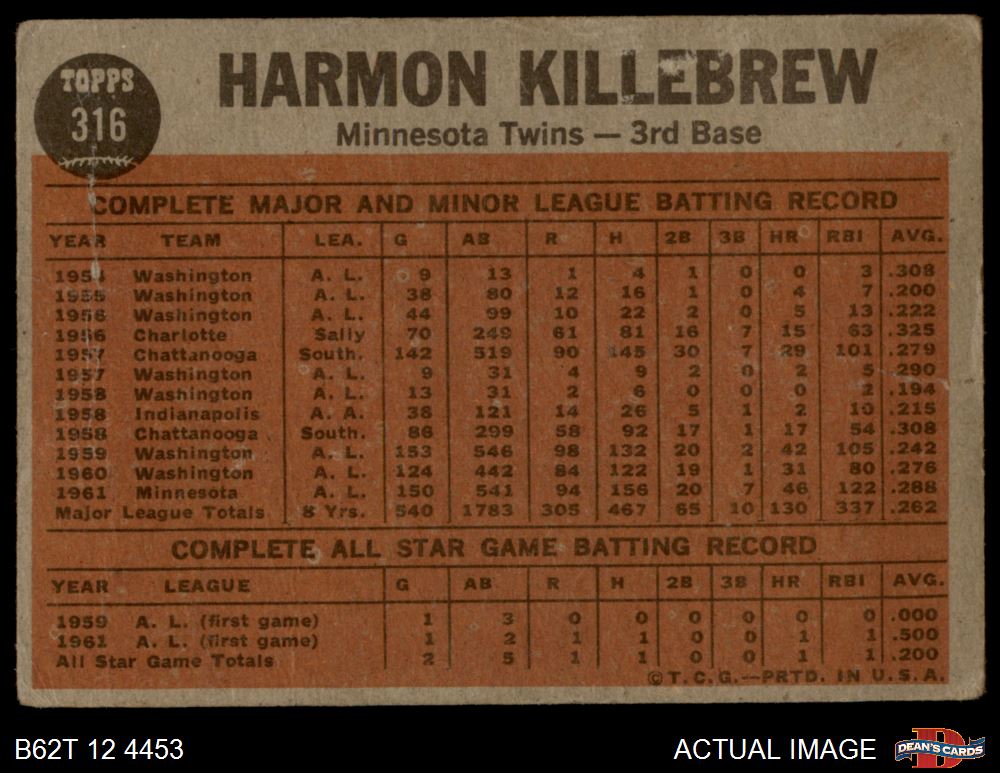 TOPPS
316
HARMON KILLEBREW
Minnesota Twins — 3rd Base
COMPLETE MAJOR AND MINOR LEAGUE BATTING RECORD
YEAR TEAM LEA. G AB R H 2B 3B HR RBI AVG.
1954 Washington A. L. 9 13 1 4 1 0 0 3 .308
1955 Washington A. L. 38 80 12 16 1 0 4 7 .200
1956 Washington A. L. 44 99 10 22 2 0 5 13 .222
1956 Charlotte Sally 70 249 61 81 16 7 15 63 .325
1957 Chattanooga South. 142 519 90 145 30 7 29 101 .279
1957 Washington A. L. 9 31 4 9 2 0 2 5 .290
1958 Washington A. L. 13 31 2 6 0 0 0 2 .194
1958 Indianapolis A. A. 38 121 14 26 5 1 2 10 .215
1958 Chattanooga South. 86 299 58 92 17 1 17 54 .308
1959 Washington A. L. 153 546 98 132 20 2 42 105 .242
1960 Washington A. L. 124 442 84 122 19 1 31 80 .276
1961 Minnesota A. L. 150 541 94 156 20 7 46 122 .288
Major League Totals 8 Yrs. 540 1783 305 467 65 10 130 337 .262
COMPLETE ALL STAR GAME BATTING RECORD
YEAR LEAGUE G AB R H 2B 3B HR RBI AVG.
1959 A. L. (first game) 1 3 0 0 0 0 0 0 .000
1961 A. L. (first game) 1 2 1 1 0 0 1 1 .500
All Star Game Totals 2 5 1 1 0 0 1 1 .200
©T.C.G.—PRTD. IN U.S.A.
B62T 12 4453
ACTUAL IMAGE
DEAN'S CARDS